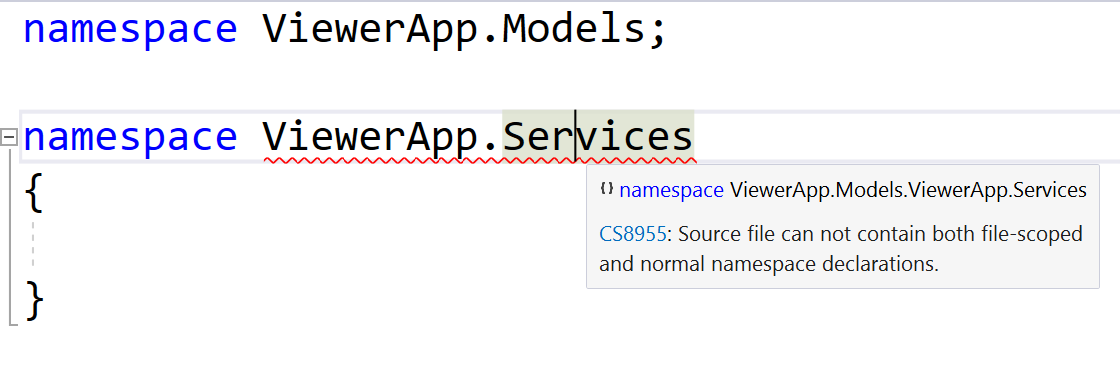 namespace ViewerApp.Models;
namespace ViewerApp.Services
{
}
{} namespace ViewerApp.Models.ViewerApp.Services
CS8955: Source file can not contain both file-scoped
and normal namespace declarations.